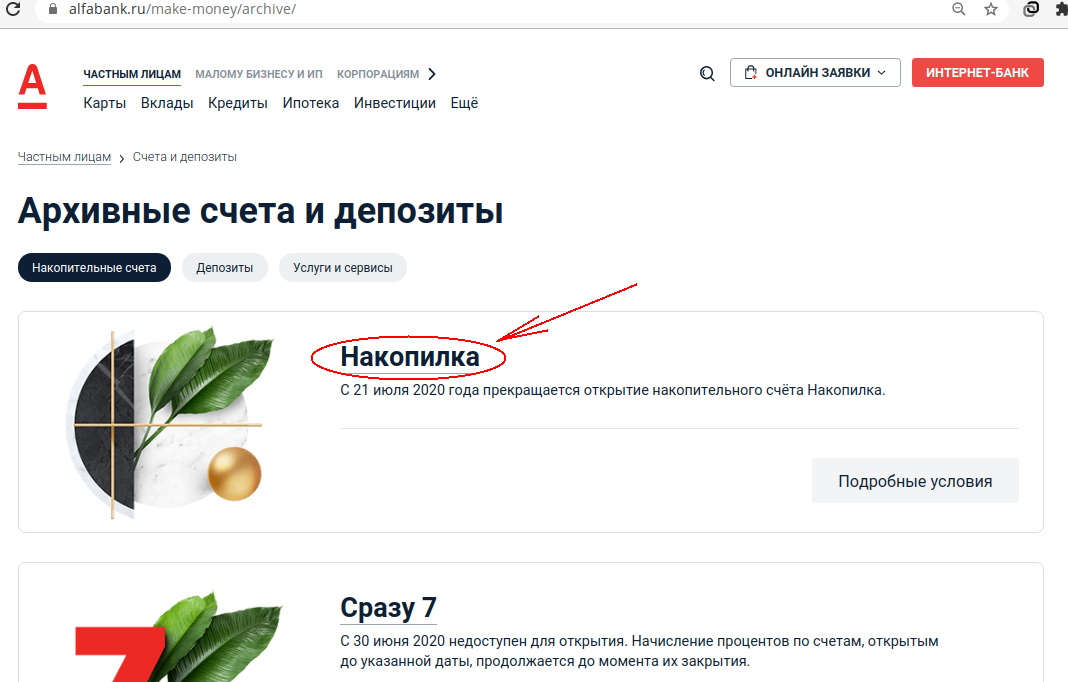 alfabank.ru/make-money/archive/
ЧАСТНЫМ ЛИЦАМ МАЛОМУ БИЗНЕСУ И ИП КОРПОРАЦИЯМ
ОНЛАЙН ЗАЯВКИ
ИНТЕРНЕТ-БАНК
Карты Вклады Кредиты Ипотека Инвестиции Ещё
Частным лицам Счета и депозиты
Архивные счета и депозиты
Накопительные счета Депозиты Услуги и сервисы
Накопилка
С 21 июля 2020 года прекращается открытие накопительного счёта Накопилка.
Подробные условия
Сразу 7
С 30 июня 2020 недоступен для открытия. Начисление процентов по счетам, открытым
до указанной даты, продолжается до момента их закрытия.